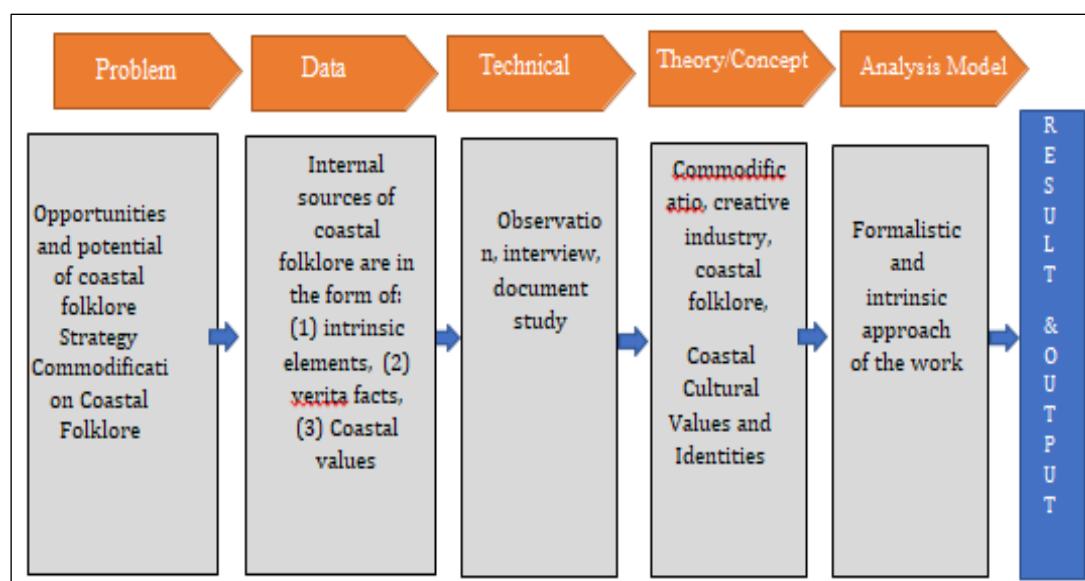 Problem
Data
Technical
Theory/Concept
Analysis Model
Opportunities
and potential
of coastal
folklore
Strategy
Commodificati
on Coastal
Folklore
Internal
sources of
coastal
folklore are in
the form of:
(1) intrinsic
elements, (2)
verita facts,
(3) Coastal
values
Observatio
n, interview,
document
study
Commodific
atio, creative
industry,
coastal
folklore,
Coastal
Cultural
Values and
Identities
Formalistic
and
intrinsic
approach
of the work
RESULT &OUTPUT